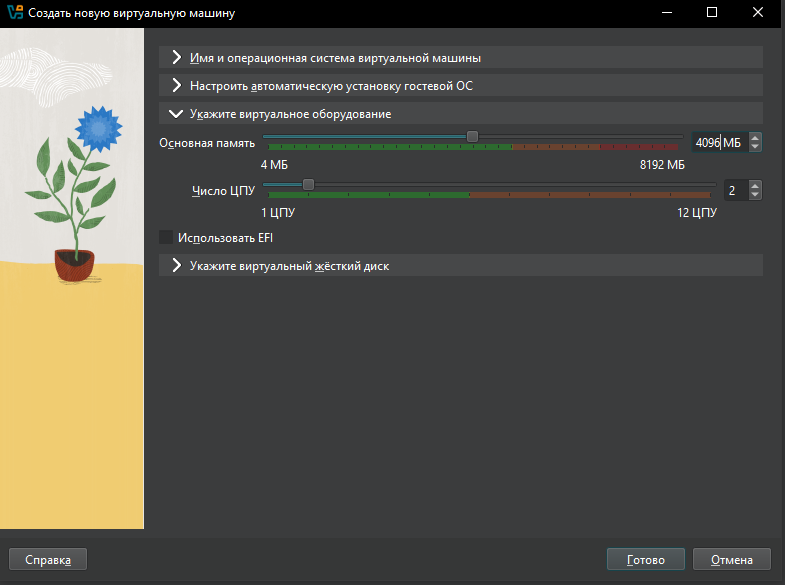 Создать новую виртуальную машину
Имя и операционная система виртуальной машины
Настроить автоматическую установку гостевой ОС
Укажите виртуальное оборудование
Основная память
4096 МБ
4 МБ
8192 МБ
Число ЦПУ
2
1 ЦПУ
12 ЦПУ
Использовать EFI
Укажите виртуальный жёсткий диск
Справка
Готово
Отмена